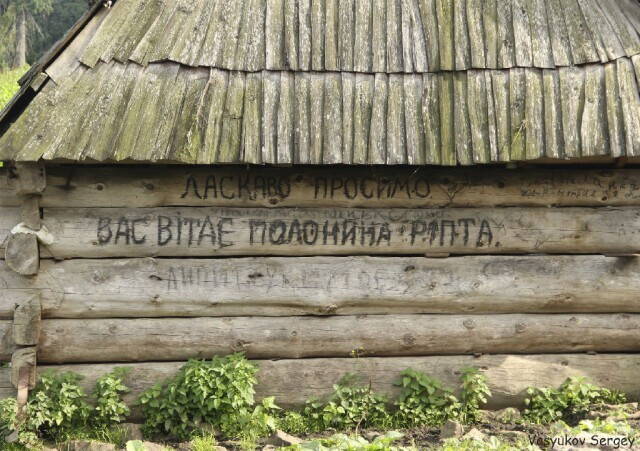 ЛАСКАВО ПРОСИМО
ВАС ВІТАЄ ПОЛОНИНА РІПТА.
Vasyukov Sergey